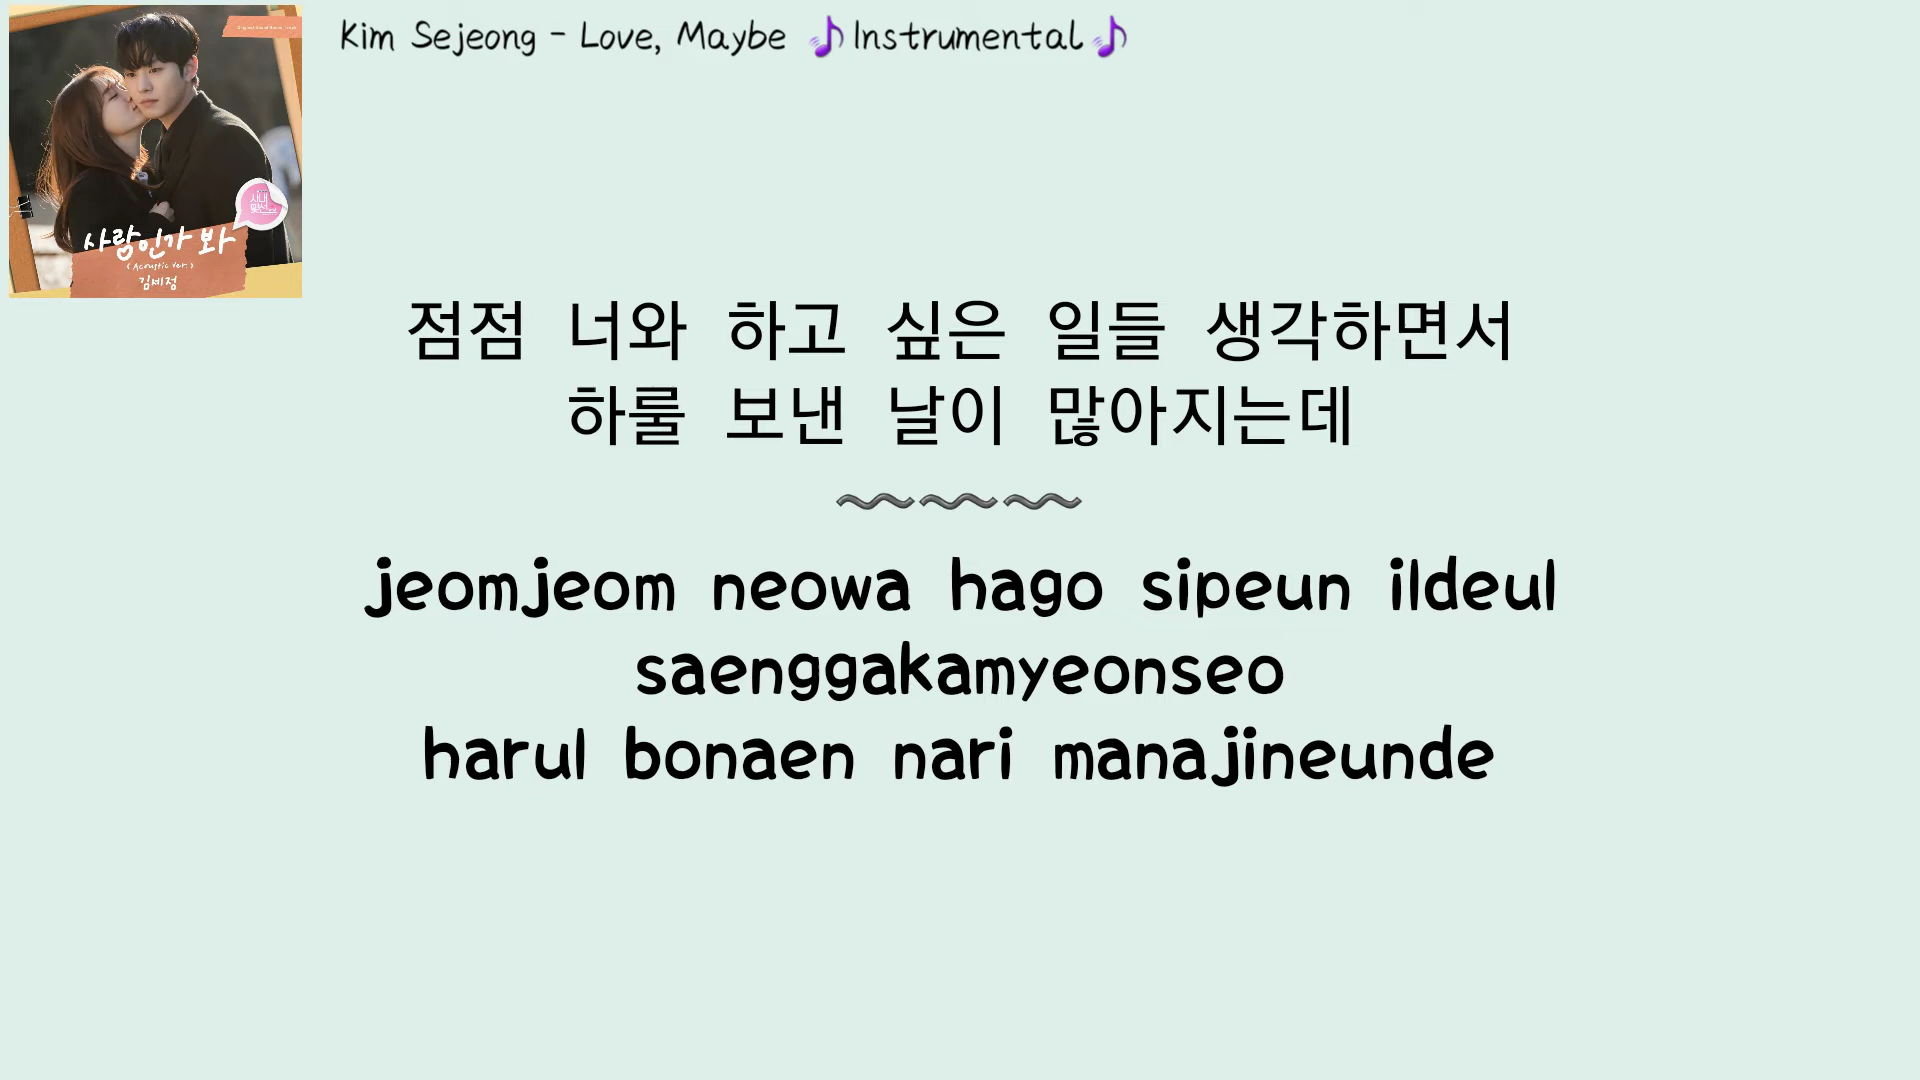 Kim Sejeong - Love, Maybe 🎵Instrumental🎵
사랑인가 봐
(Acoustic Ver.)
김세정
점점 너와 하고 싶은 일들 생각하면서
하룰 보낸 날이 많아지는데
〰〰〰
jeomjeom neowa hago sipeun ildeul
saenggakamyeonseo
harul bonaen nari manajineunde